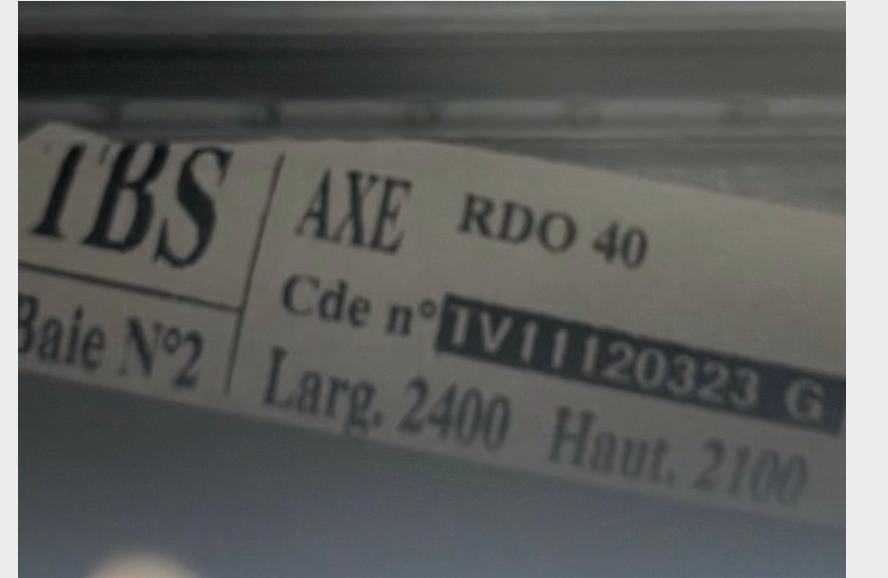 TBS
Baie N°2
AXE RDO 40
Cde n° TV11120323 G
Larg. 2400 Haut. 2100